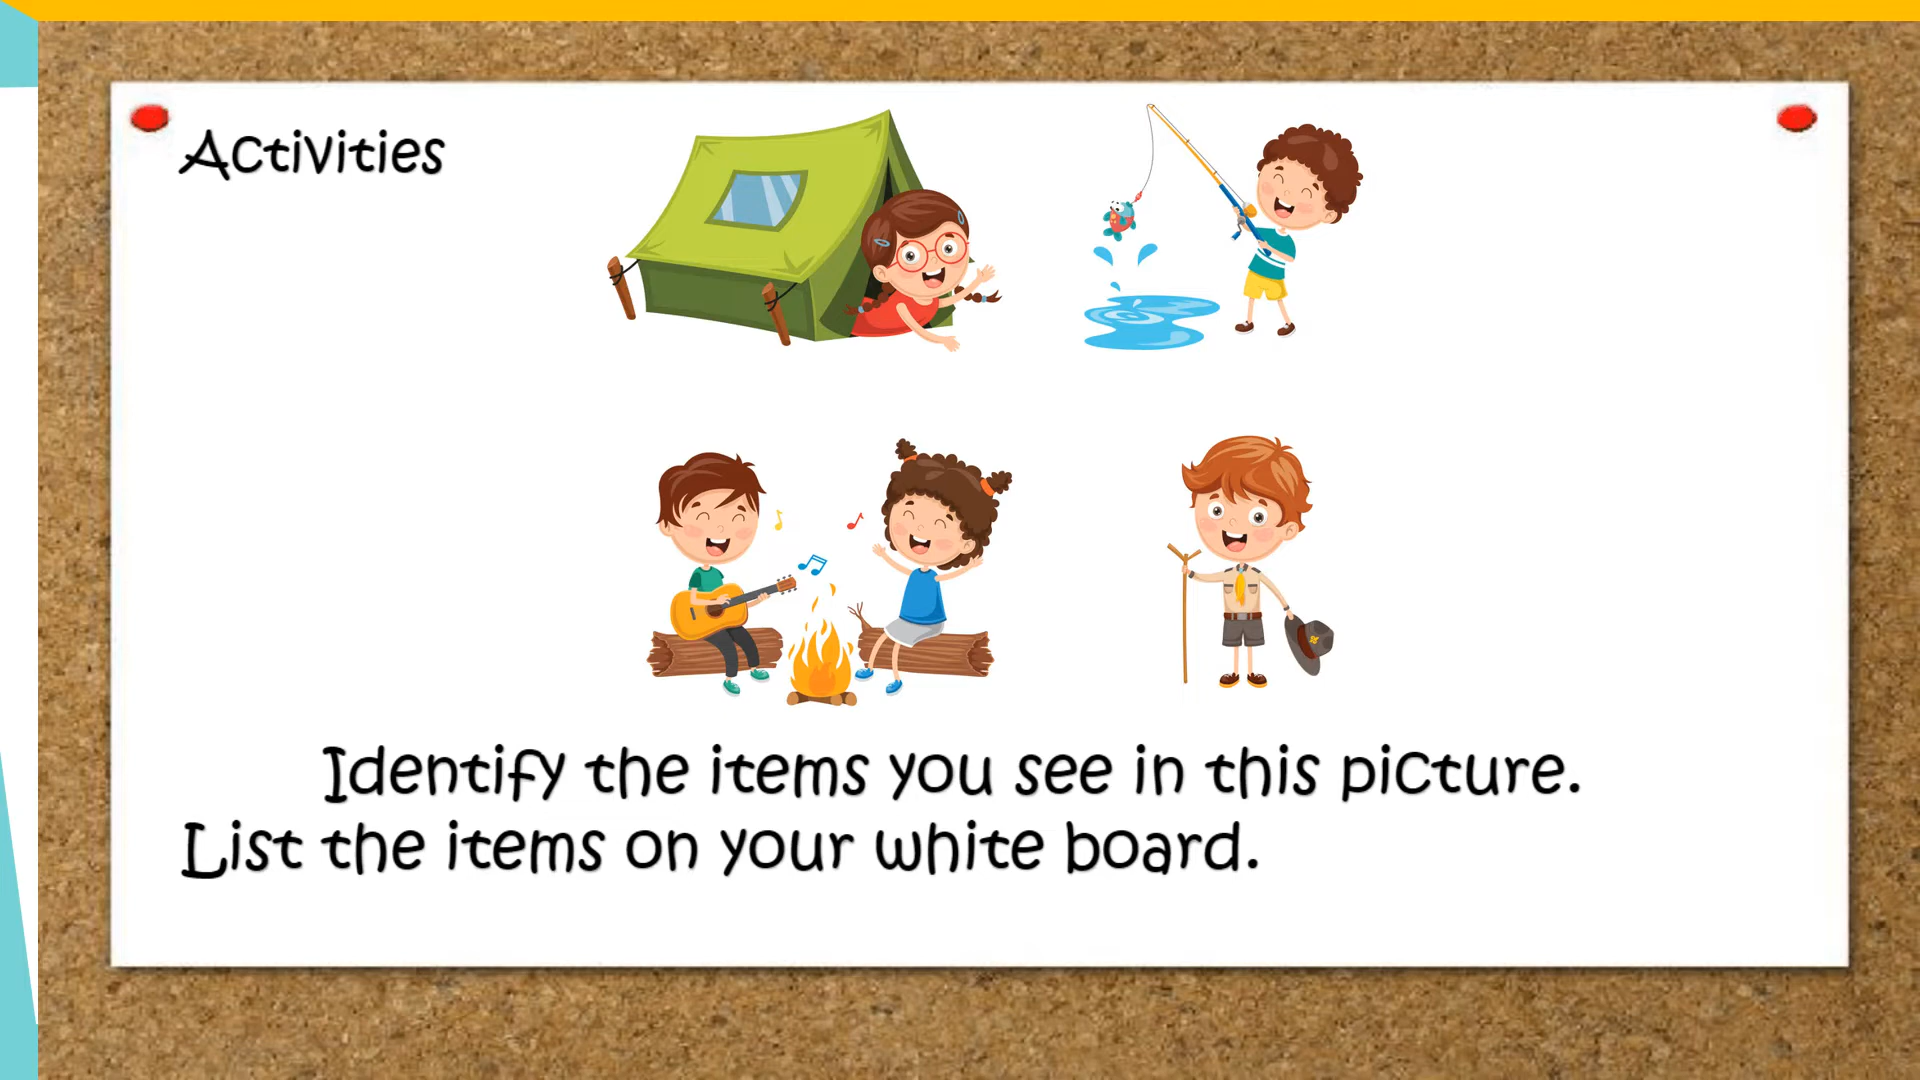 Activities
Identify the items you see in this picture.
List the items on your white board.